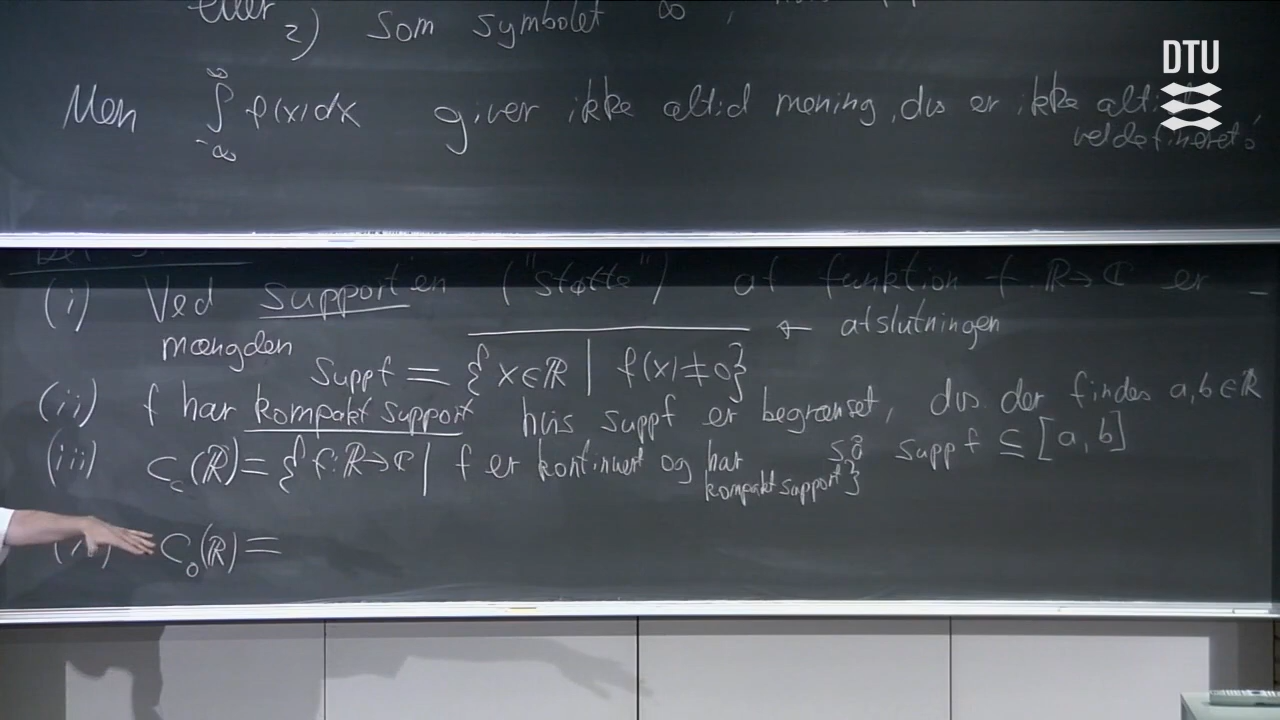 eller
2) Som symbolet ∞,
DTU
Men ∫_{-∞}^{∞} f(x)dx giver ikke altid mening, dvs er ikke altid
veldefineret!
(i) Ved supporten ("støtte") af funktion f: ℝ→ℂ er
mængden ← afslutningen
supp f = \overline{{x∈ℝ | f(x)≠0}}
(ii) f har kompakt support hvis supp f er begrænset, dvs. der findes a,b∈ℝ
så supp f ⊆ [a,b]
(iii) C_c(ℝ) = {f: ℝ→ℂ | f er kontinuert og har
kompakt support}
C_0(ℝ) =